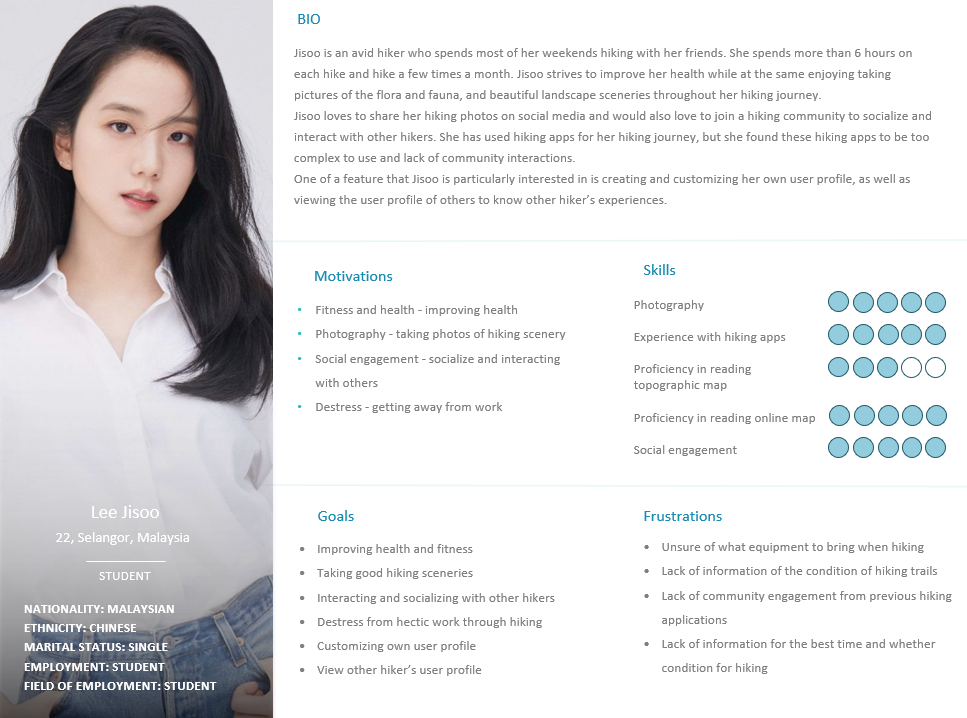 BIO
Jisoo is an avid hiker who spends most of her weekends hiking with her friends. She spends more than 6 hours on
each hike and hike a few times a month. Jisoo strives to improve her health while at the same enjoying taking
pictures of the flora and fauna, and beautiful landscape sceneries throughout her hiking journey.
Jisoo loves to share her hiking photos on social media and would also love to join a hiking community to socialize and
interact with other hikers. She has used hiking apps for her hiking journey, but she found these hiking apps to be too
complex to use and lack of community interactions.
One of a feature that Jisoo is particularly interested in is creating and customizing her own user profile, as well as
viewing the user profile of others to know other hiker's experiences.
Motivations
• Fitness and health - improving health
• Photography - taking photos of hiking scenery
• Social engagement - socialize and interacting
with others
• Destress - getting away from work
Skills
Photography
Experience with hiking apps
Proficiency in reading
topographic map
Proficiency in reading online map
Social engagement
Lee Jisoo
22, Selangor, Malaysia
STUDENT
NATIONALITY: MALAYSIAN
ETHNICITY: CHINESE
MARITAL STATUS: SINGLE
EMPLOYMENT: STUDENT
FIELD OF EMPLOYMENT: STUDENT
Goals
• Improving health and fitness
• Taking good hiking sceneries
• Interacting and socializing with other hikers
• Destress from hectic work through hiking
• Customizing own user profile
• View other hiker's user profile
Frustrations
• Unsure of what equipment to bring when hiking
• Lack of information of the condition of hiking trails
• Lack of community engagement from previous hiking
applications
• Lack of information for the best time and whether
condition for hiking